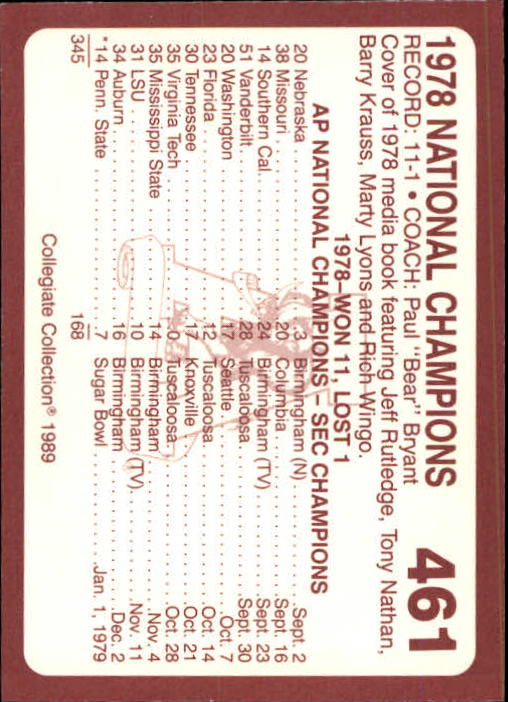 1978 NATIONAL CHAMPIONS 461
RECORD: 11-1 • COACH: Paul "Bear" Bryant
Cover of 1978 media book featuring Jeff Rutledge, Tony Nathan,
Barry Krauss, Marty Lyons and Rich Wingo.
1978–WON 11, LOST 1
AP NATIONAL CHAMPIONS – SEC CHAMPIONS
20 Nebraska . . . 3 Birmingham (N) . . . Sept. 2
38 Missouri . . . 20 Columbia . . . Sept. 16
14 Southern Cal. . . . 24 Birmingham (TV) . . . Sept. 23
51 Vanderbilt . . . 28 Tuscaloosa . . . Sept. 30
20 Washington . . . 17 Seattle . . . Oct. 7
23 Florida . . . 12 Tuscaloosa . . . Oct. 14
30 Tennessee . . . 17 Knoxville . . . Oct. 21
35 Virginia Tech . . . 0 Tuscaloosa . . . Oct. 28
35 Mississippi State . . . 14 Birmingham . . . Nov. 4
31 LSU . . . 10 Birmingham (TV) . . . Nov. 11
34 Auburn . . . 16 Birmingham . . . Dec. 2
*14 Penn. State . . . 7 Sugar Bowl . . . Jan. 1, 1979
345 168
Collegiate Collection® 1989